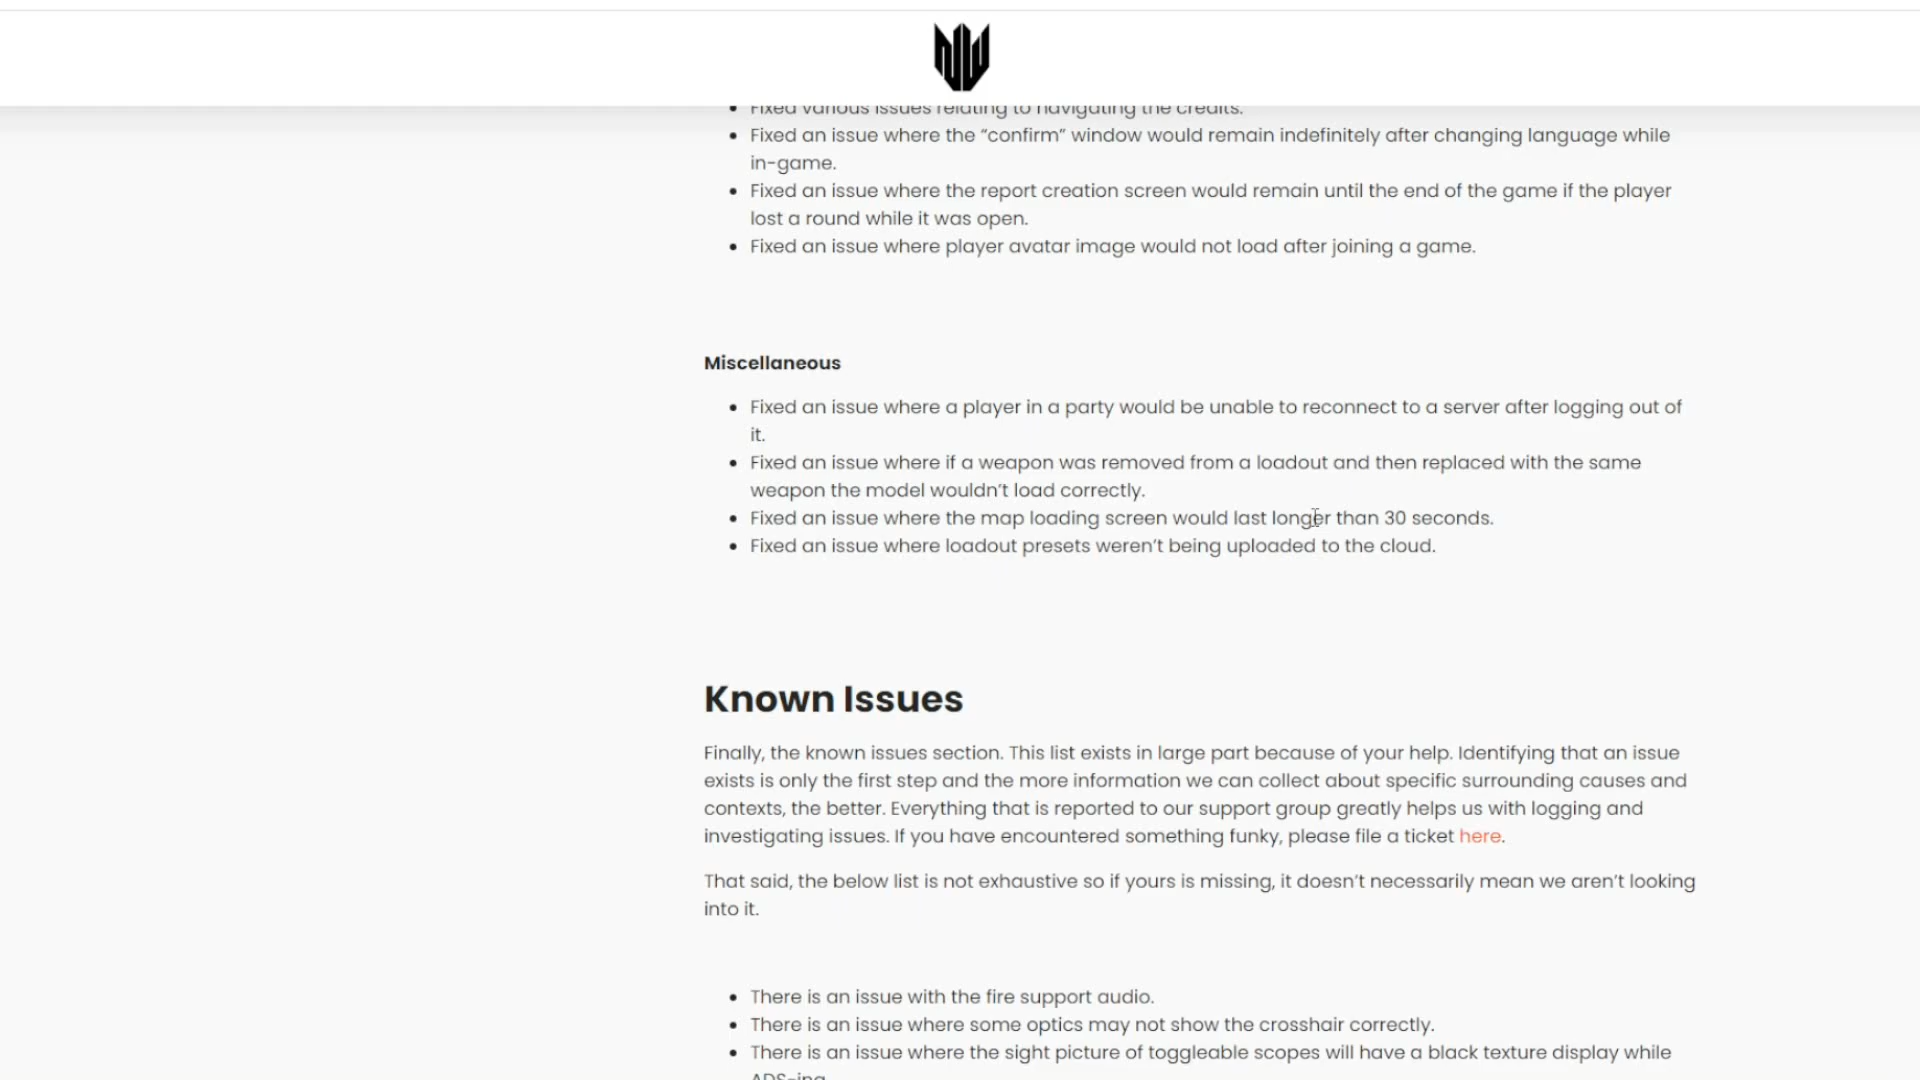 Fixed various issues relating to navigating the credits.
Fixed an issue where the “confirm” window would remain indefinitely after changing language while
in-game.
Fixed an issue where the report creation screen would remain until the end of the game if the player
lost a round while it was open.
Fixed an issue where player avatar image would not load after joining a game.
Miscellaneous
Fixed an issue where a player in a party would be unable to reconnect to a server after logging out of
it.
Fixed an issue where if a weapon was removed from a loadout and then replaced with the same
weapon the model wouldn’t load correctly.
Fixed an issue where the map loading screen would last longer than 30 seconds.
Fixed an issue where loadout presets weren’t being uploaded to the cloud.
Known Issues
Finally, the known issues section. This list exists in large part because of your help. Identifying that an issue
exists is only the first step and the more information we can collect about specific surrounding causes and
contexts, the better. Everything that is reported to our support group greatly helps us with logging and
investigating issues. If you have encountered something funky, please file a ticket here.
That said, the below list is not exhaustive so if yours is missing, it doesn’t necessarily mean we aren’t looking
into it.
There is an issue with the fire support audio.
There is an issue where some optics may not show the crosshair correctly.
There is an issue where the sight picture of toggleable scopes will have a black texture display while
ADS-ing